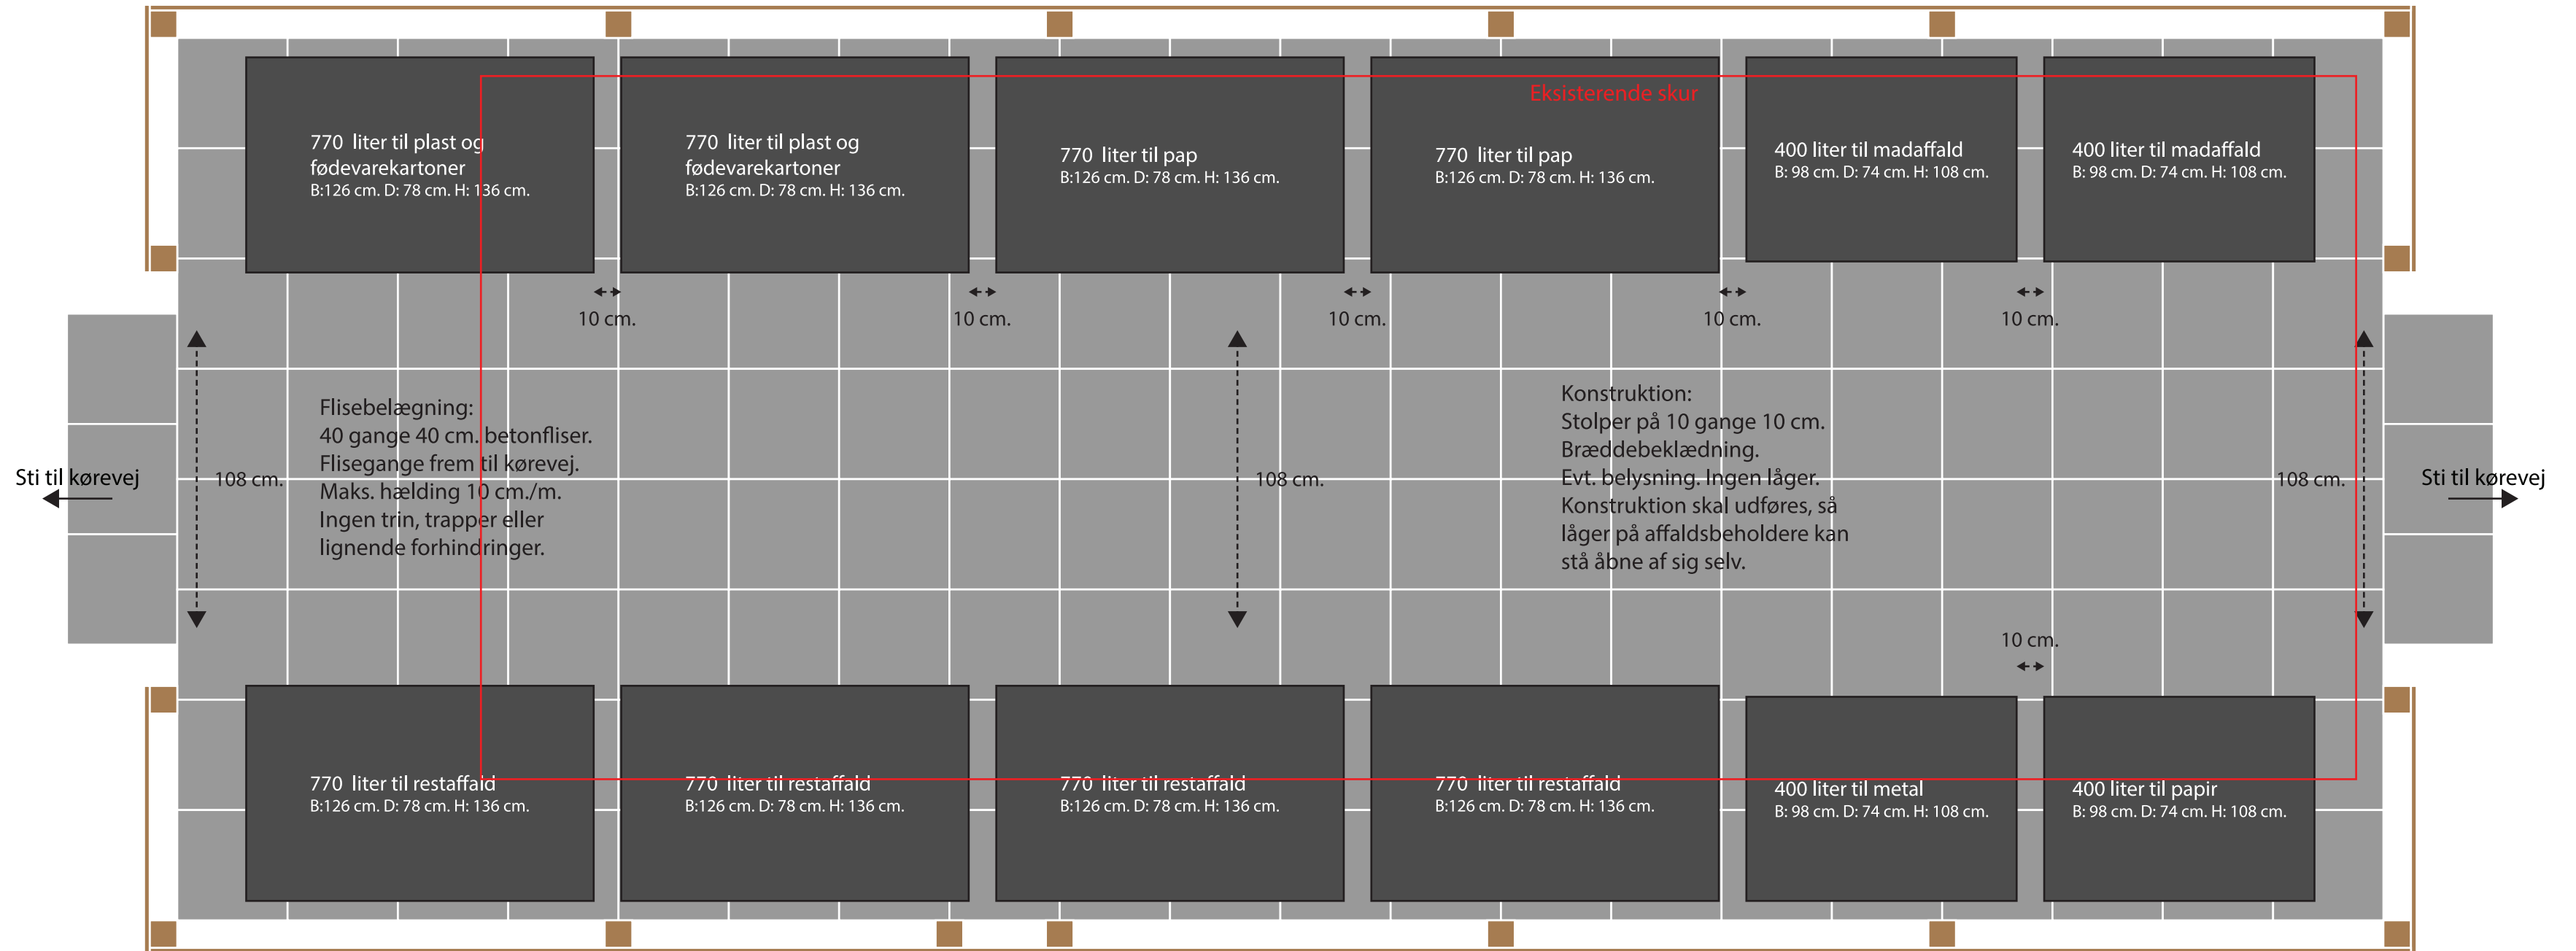 Eksisterende skur
770 liter til plast og
fødevarekartoner
B:126 cm. D: 78 cm. H: 136 cm.
770 liter til plast og
fødevarekartoner
B:126 cm. D: 78 cm. H: 136 cm.
770 liter til pap
B:126 cm. D: 78 cm. H: 136 cm.
770 liter til pap
B:126 cm. D: 78 cm. H: 136 cm.
400 liter til madaffald
B: 98 cm. D: 74 cm. H: 108 cm.
400 liter til madaffald
B: 98 cm. D: 74 cm. H: 108 cm.
10 cm.
10 cm.
10 cm.
10 cm.
10 cm.
Sti til kørevej
108 cm.
Flisebelægning:
40 gange 40 cm. betonfliser.
Flisegange frem til kørevej.
Maks. hælding 10 cm./m.
Ingen trin, trapper eller
lignende forhindringer.
108 cm.
Konstruktion:
Stolper på 10 gange 10 cm.
Bræddebeklædning.
Evt. belysning. Ingen låger.
Konstruktion skal udføres, så
låger på affaldsbeholdere kan
stå åbne af sig selv.
108 cm.
Sti til kørevej
10 cm.
770 liter til restaffald
B:126 cm. D: 78 cm. H: 136 cm.
770 liter til restaffald
B:126 cm. D: 78 cm. H: 136 cm.
770 liter til restaffald
B:126 cm. D: 78 cm. H: 136 cm.
770 liter til restaffald
B:126 cm. D: 78 cm. H: 136 cm.
400 liter til metal
B: 98 cm. D: 74 cm. H: 108 cm.
400 liter til papir
B: 98 cm. D: 74 cm. H: 108 cm.